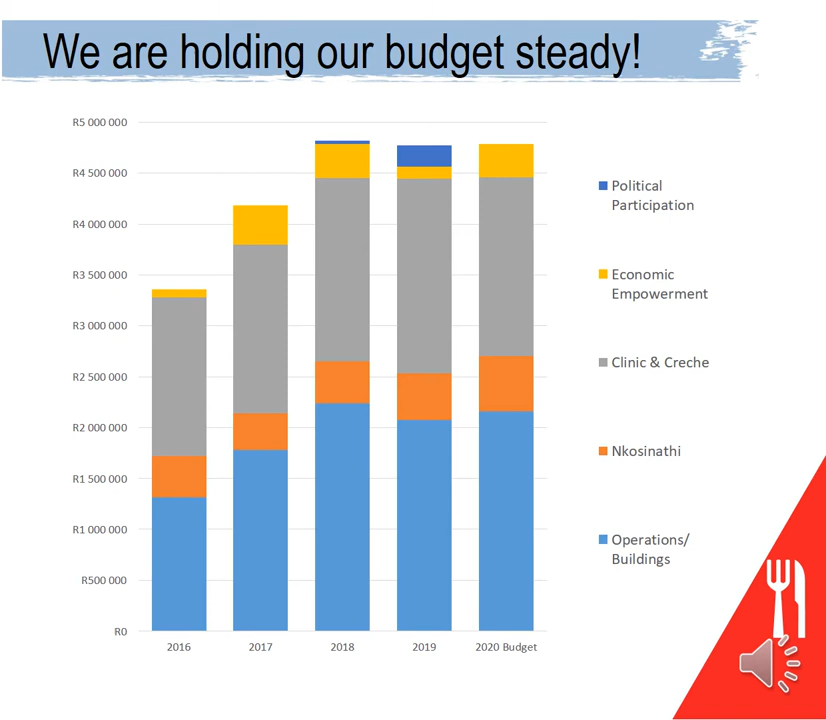 We are holding our budget steady!
R5 000 000
R4 500 000
R4 000 000
R3 500 000
R3 000 000
R2 500 000
R2 000 000
R1 500 000
R1 000 000
R500 000
R0
2016 2017 2018 2019 2020 Budget
Political
Participation
Economic
Empowerment
Clinic & Creche
Nkosinathi
Operations/
Buildings